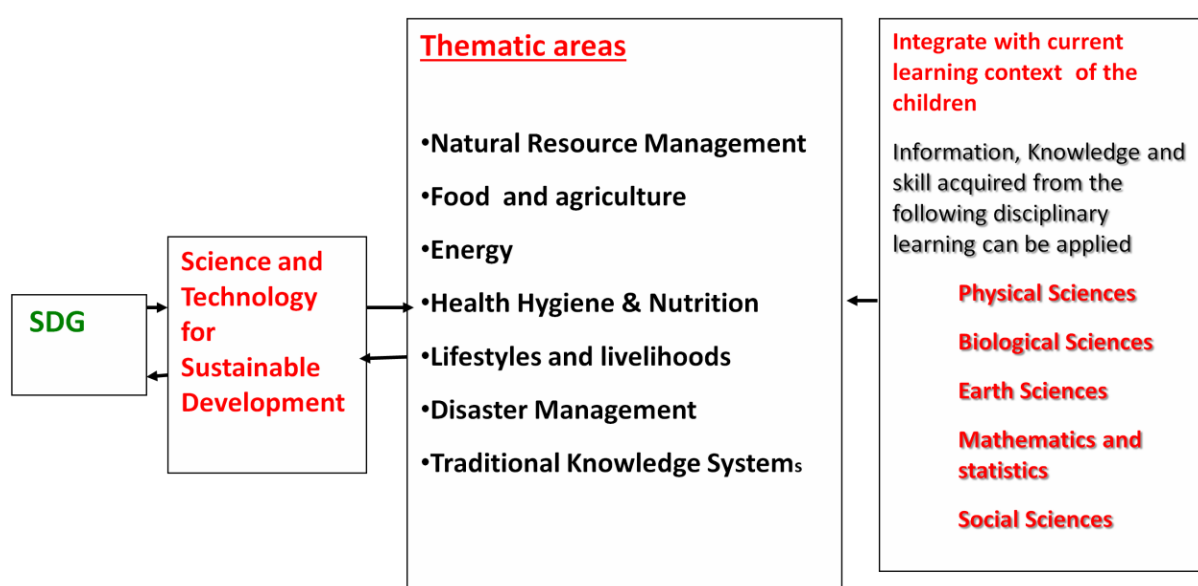 SDG
Science and
Technology
for
Sustainable
Development
Thematic areas
•Natural Resource Management
•Food and agriculture
•Energy
•Health Hygiene & Nutrition
•Lifestyles and livelihoods
•Disaster Management
•Traditional Knowledge Systems
Integrate with current
learning context of the
children
Information, Knowledge and
skill acquired from the
following disciplinary
learning can be applied
Physical Sciences
Biological Sciences
Earth Sciences
Mathematics and
statistics
Social Sciences